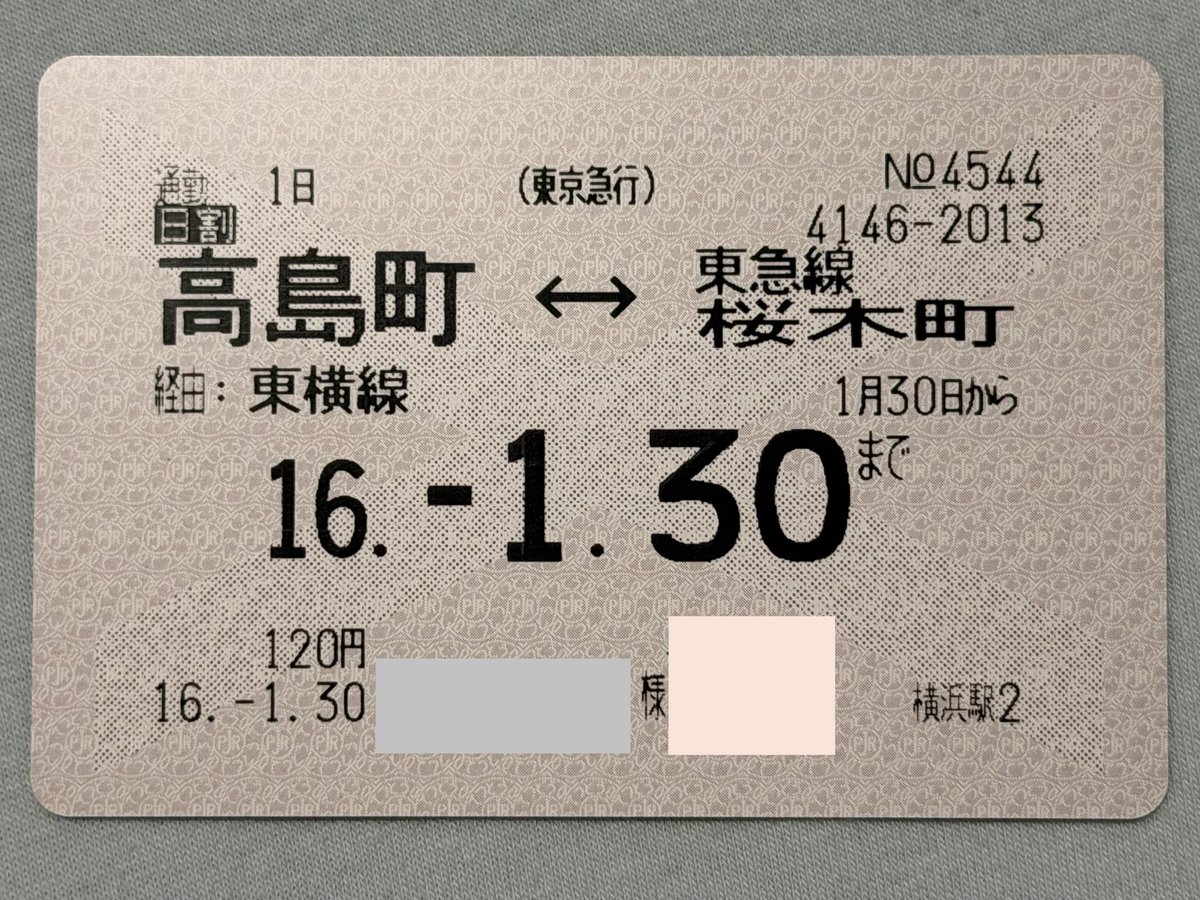 通勤 1日 (東京急行) №4544
日割 4146-2013
高島町 ↔ 東急線 桜木町
経由：東横線 1月30日から
16.-1.30まで
120円
16.-1.30 様 横浜駅2